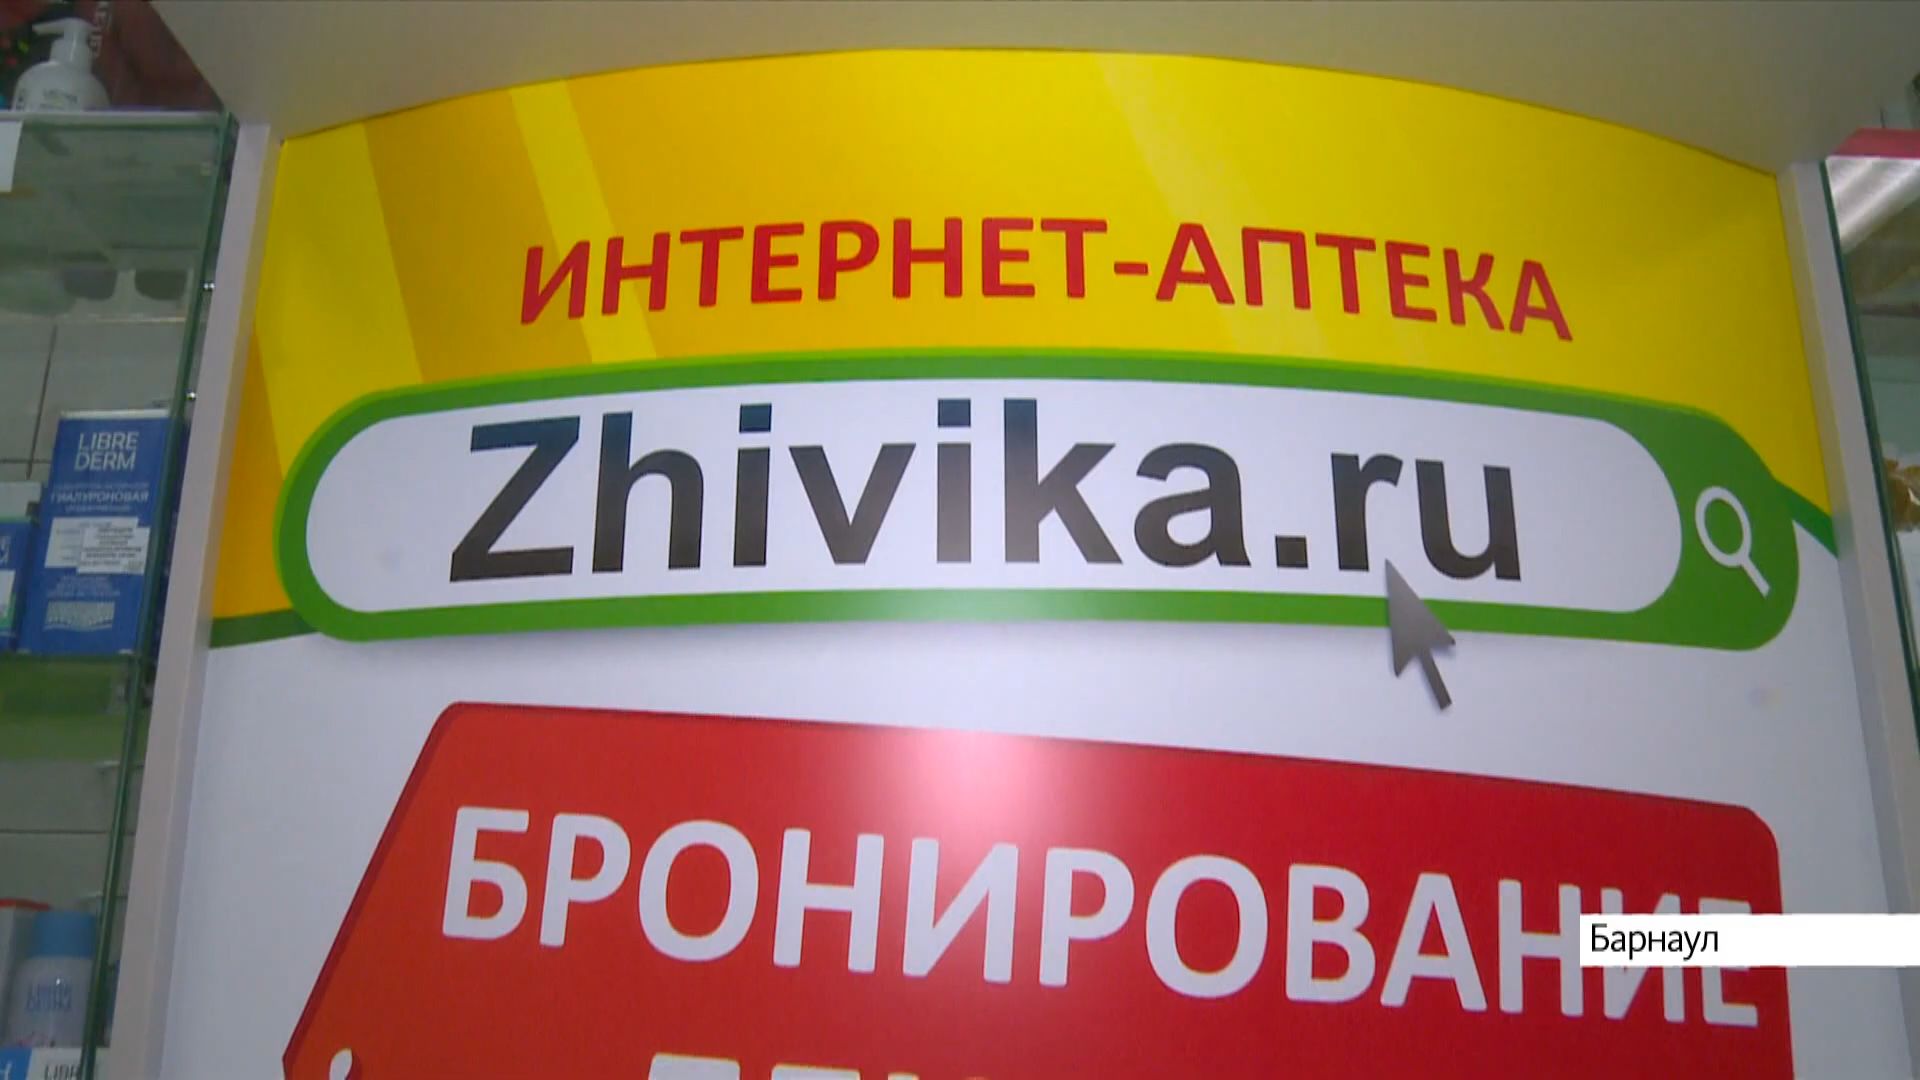 ИНТЕРНЕТ-АПТЕКА
Zhivika.ru
БРОНИРОВАНИЕ
Барнаул
LIBRE
DERM
ГИАЛУРОНОВАЯ